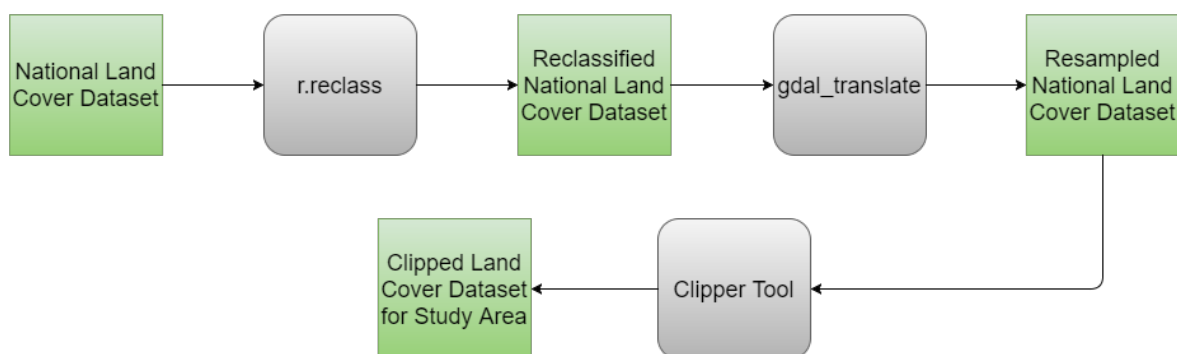 National Land
Cover Dataset
r.reclass
Reclassified
National Land
Cover Dataset
gdal_translate
Resampled
National Land
Cover Dataset
Clipped Land
Cover Dataset
for Study Area
Clipper Tool